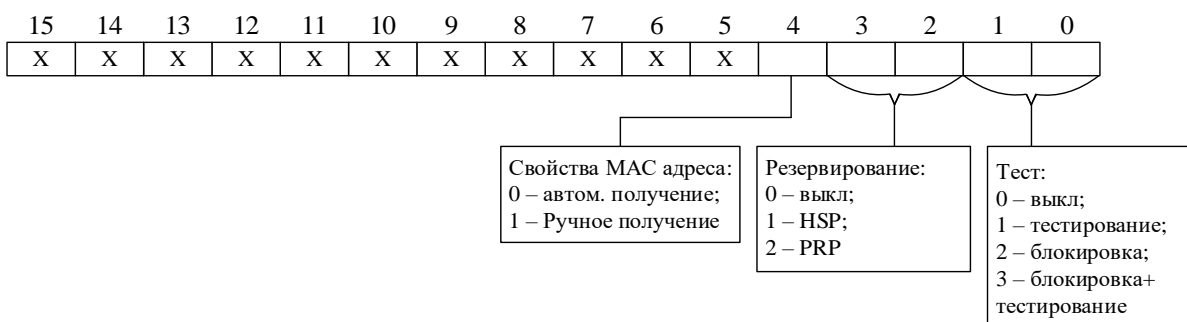 15 14 13 12 11 10 9 8 7 6 5 4 3 2 1 0
X X X X X X X X X X X
Свойства MAC адреса:
0 – автом. получение;
1 – Ручное получение
Резервирование:
0 – выкл;
1 – HSP;
2 – PRP
Тест:
0 – выкл;
1 – тестирование;
2 – блокировка;
3 – блокировка+
тестирование